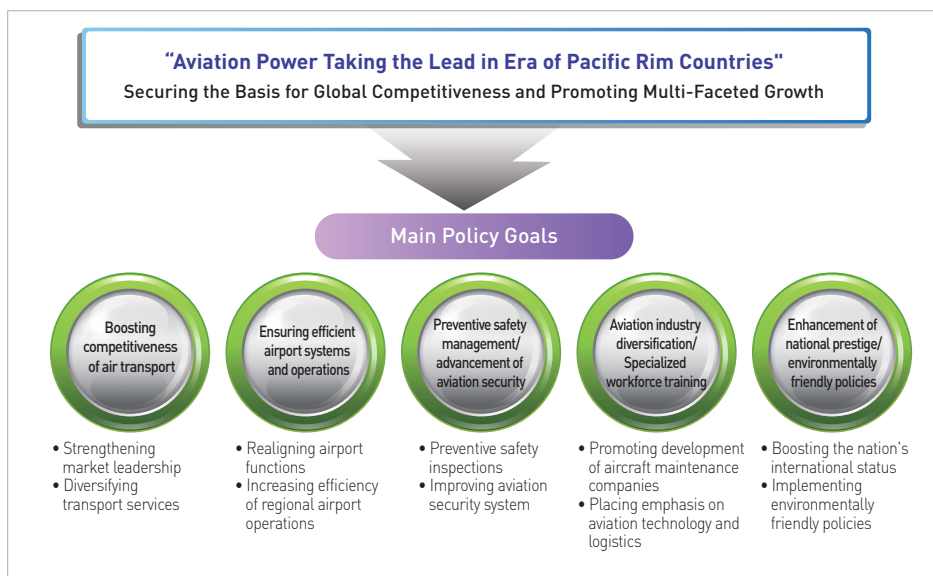 “Aviation Power Taking the Lead in Era of Pacific Rim Countries"
Securing the Basis for Global Competitiveness and Promoting Multi-Faceted Growth
Main Policy Goals
Boosting
competitiveness
of air transport
• Strengthening
market leadership
• Diversifying
transport services
Ensuring efficient
airport systems
and operations
• Realigning airport
functions
• Increasing efficiency
of regional airport
operations
Preventive safety
management/
advancement of
aviation security
• Preventive safety
inspections
• Improving aviation
security system
Aviation industry
diversification/
Specialized
workforce training
• Promoting development
of aircraft maintenance
companies
• Placing emphasis on
aviation technology and
logistics
Enhancement of
national prestige/
environmentally
friendly policies
• Boosting the nation's
international status
• Implementing
environmentally
friendly policies